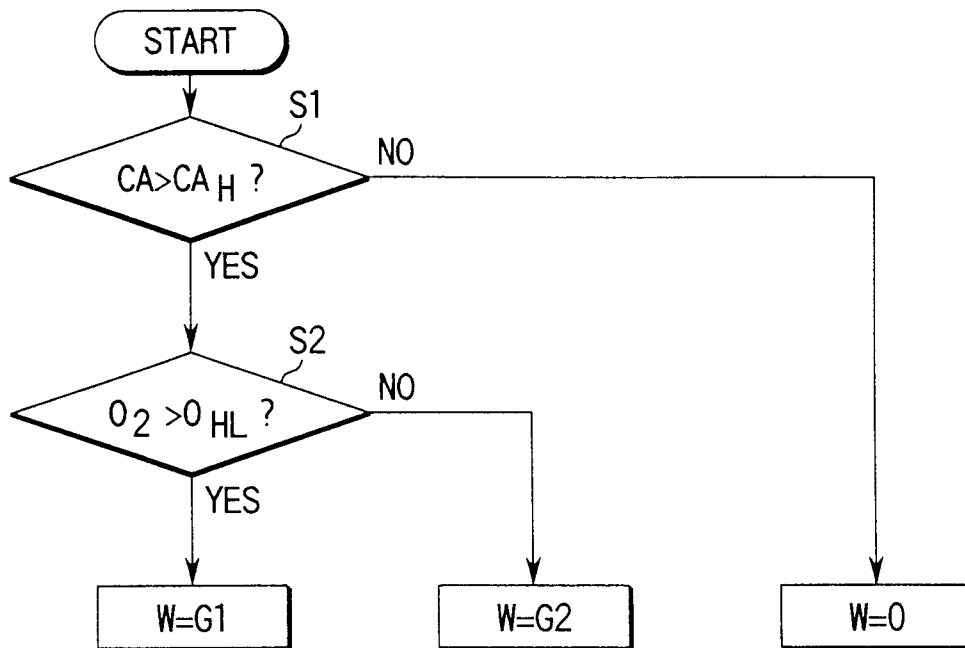 START
S1
CA>CA H ?
NO
YES
S2
O2 >O HL ?
NO
YES
W=G1
W=G2
W=0